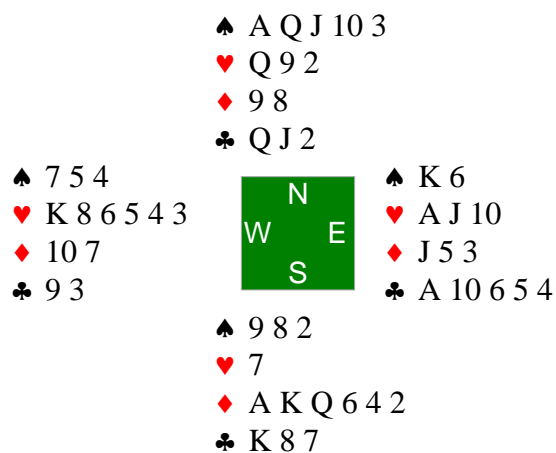 ♠ A Q J 10 3
♥ Q 9 2
♦ 9 8
♣ Q J 2
♠ 7 5 4
♥ K 8 6 5 4 3
♦ 10 7
♣ 9 3
N
W E
S
♠ K 6
♥ A J 10
♦ J 5 3
♣ A 10 6 5 4
♠ 9 8 2
♥ 7
♦ A K Q 6 4 2
♣ K 8 7